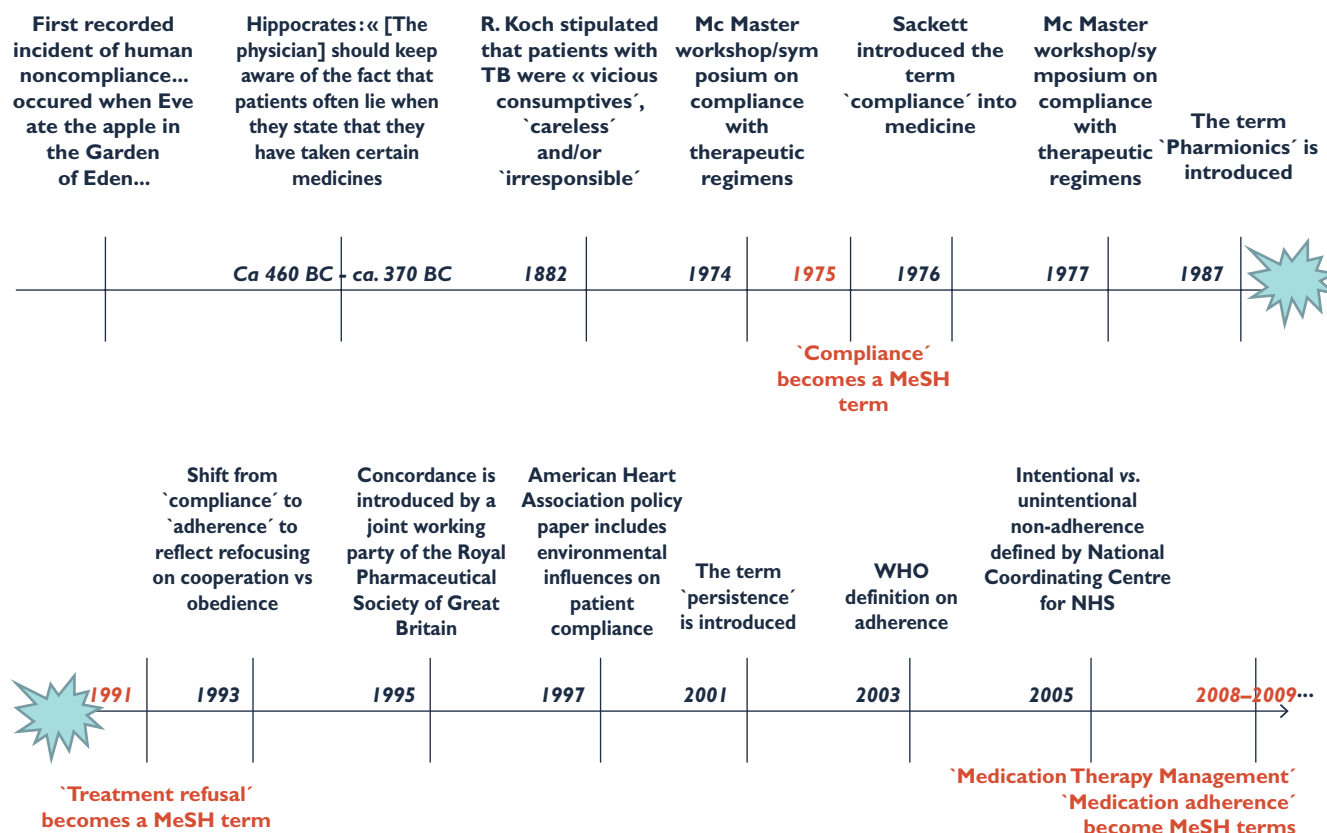 First recorded
incident of human
noncompliance...
occured when Eve
ate the apple in
the Garden
of Eden...
Hippocrates: « [The
physician] should keep
aware of the fact that
patients often lie when
they state that they
have taken certain
medicines
R. Koch stipulated
that patients with
TB were « vicious
consumptives´,
`careless´
and/or
`irresponsible´
Mc Master
workshop/sym
posium on
compliance
with
therapeutic
regimens
Sackett
introduced the
term
`compliance´ into
medicine
Mc Master
workshop/sy
mposium on
compliance
with
therapeutic
regimens
The term
`Pharmionics´ is
introduced
Ca 460 BC - ca. 370 BC
1882
1974
1975
1976
1977
1987
`Compliance´
becomes a MeSH
term
Shift from
`compliance´ to
`adherence´ to
reflect refocusing
on cooperation vs
obedience
Concordance is
introduced by a
joint working
party of the Royal
Pharmaceutical
Society of Great
Britain
American Heart
Association policy
paper includes
environmental
influences on
patient
compliance
The term
`persistence´
is introduced
WHO
definition on
adherence
Intentional vs.
unintentional
non-adherence
defined by National
Coordinating Centre
for NHS
1991
1993
1995
1997
2001
2003
2005
2008–2009...
`Treatment refusal´
becomes a MeSH term
`Medication Therapy Management´
`Medication adherence´
become MeSH terms